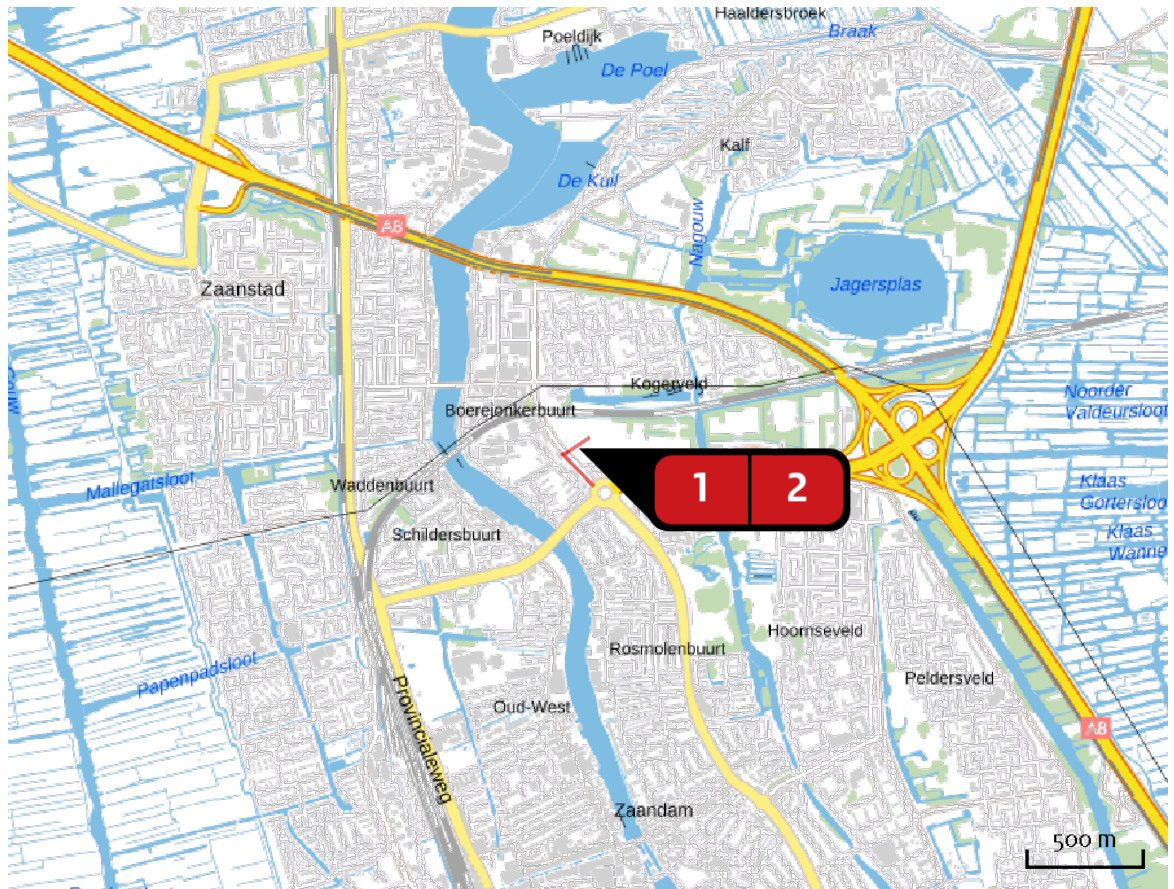 Haaldersbroek
Poeldijk
Braak
De Poel
Kalf
De Kuil
Nagouw
A8
Zaanstad
Jagersplas
Kogerveld
Boerejonkerbuurt
Noorder
Valdeursloot
Mallegatsloot
Waddenbuurt
1 2
Klaas
Gortersloo
Schildersbuurt
Klaas
Wanne
Hoornseveld
Rosmolenbuurt
Papenpadsloot
Peldersveld
Provincialeweg
Oud-West
A8
Zaandam
500 m